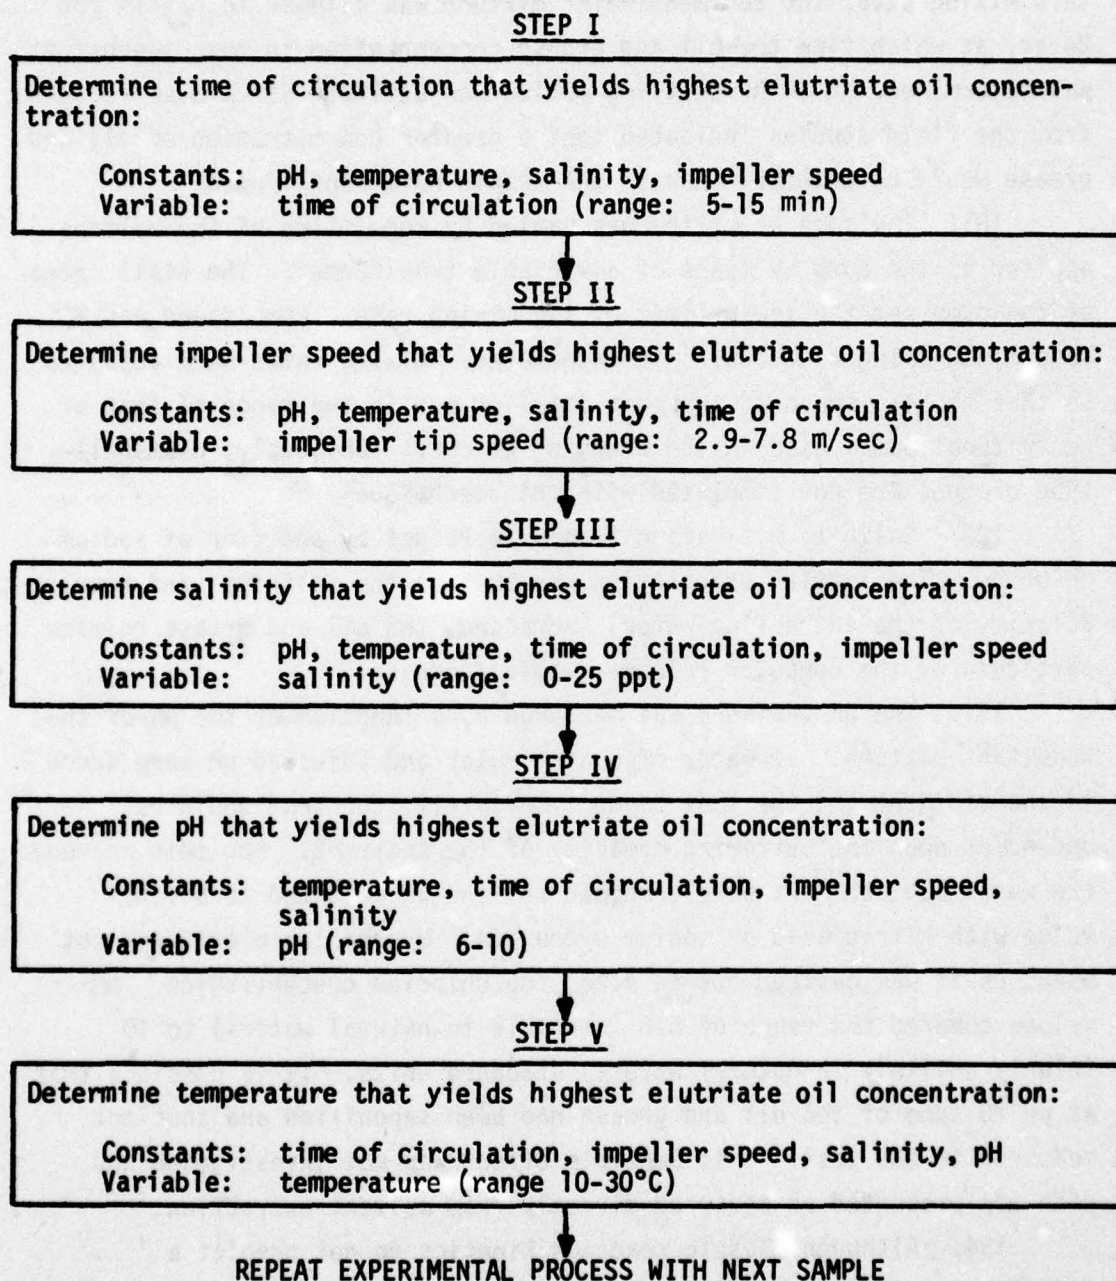 STEP I
Determine time of circulation that yields highest elutriate oil concen-
tration:
Constants: pH, temperature, salinity, impeller speed
Variable: time of circulation (range: 5-15 min)
STEP II
Determine impeller speed that yields highest elutriate oil concentration:
Constants: pH, temperature, salinity, time of circulation
Variable: impeller tip speed (range: 2.9-7.8 m/sec)
STEP III
Determine salinity that yields highest elutriate oil concentration:
Constants: pH, temperature, time of circulation, impeller speed
Variable: salinity (range: 0-25 ppt)
STEP IV
Determine pH that yields highest elutriate oil concentration:
Constants: temperature, time of circulation, impeller speed,
salinity
Variable: pH (range: 6-10)
STEP V
Determine temperature that yields highest elutriate oil concentration:
Constants: time of circulation, impeller speed, salinity, pH
Variable: temperature (range 10-30°C)
REPEAT EXPERIMENTAL PROCESS WITH NEXT SAMPLE